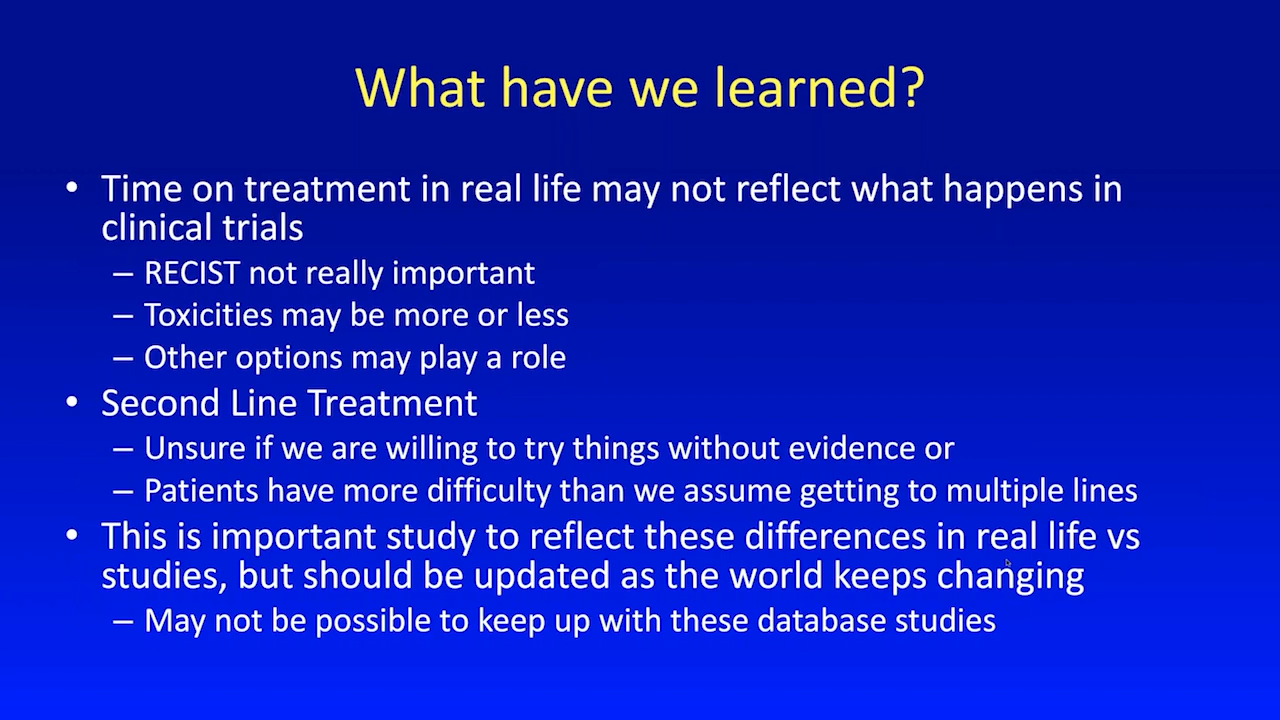 What have we learned?
• Time on treatment in real life may not reflect what happens in
clinical trials
– RECIST not really important
– Toxicities may be more or less
– Other options may play a role
• Second Line Treatment
– Unsure if we are willing to try things without evidence or
– Patients have more difficulty than we assume getting to multiple lines
• This is important study to reflect these differences in real life vs
studies, but should be updated as the world keeps changing
– May not be possible to keep up with these database studies